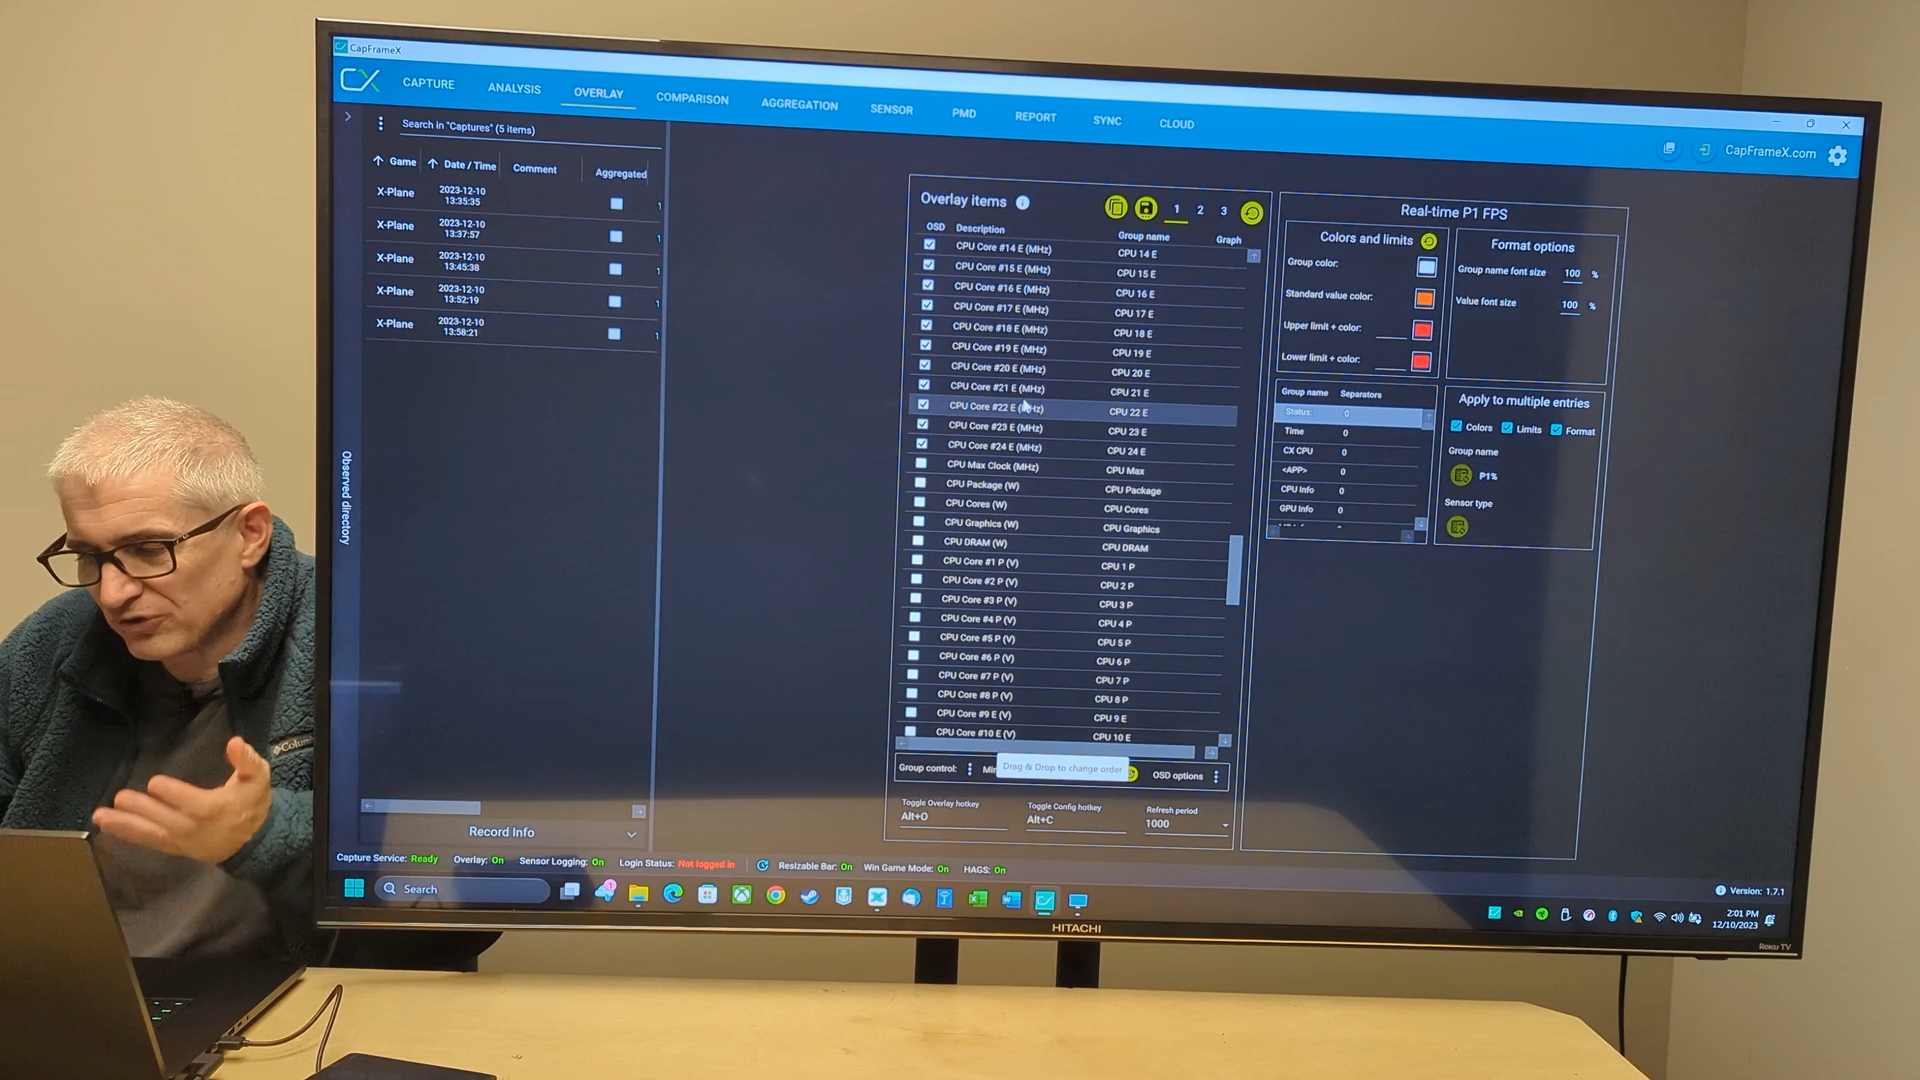 CapFrameX
CX CAPTURE ANALYSIS OVERLAY COMPARISON AGGREGATION SENSOR PMD REPORT SYNC CLOUD
CapFrameX.com
Search in "Captures" (5 items)
Game Date / Time Comment Aggregated
X-Plane 2023-12-10 13:35:35 1
X-Plane 2023-12-10 13:37:57 1
X-Plane 2023-12-10 13:45:38 1
X-Plane 2023-12-10 13:52:19 1
X-Plane 2023-12-10 13:58:21 1
Observed directory
Record Info
Overlay items 1 2 3
OSD Description Group name Graph
CPU Core #14 E (MHz) CPU 14 E
CPU Core #15 E (MHz) CPU 15 E
CPU Core #16 E (MHz) CPU 16 E
CPU Core #17 E (MHz) CPU 17 E
CPU Core #18 E (MHz) CPU 18 E
CPU Core #19 E (MHz) CPU 19 E
CPU Core #20 E (MHz) CPU 20 E
CPU Core #21 E (MHz) CPU 21 E
CPU Core #22 E (MHz) CPU 22 E
CPU Core #23 E (MHz) CPU 23 E
CPU Core #24 E (MHz) CPU 24 E
CPU Max Clock (MHz) CPU Max
CPU Package (W) CPU Package
CPU Cores (W) CPU Cores
CPU Graphics (W) CPU Graphics
CPU DRAM (W) CPU DRAM
CPU Core #1 P (V) CPU 1 P
CPU Core #2 P (V) CPU 2 P
CPU Core #3 P (V) CPU 3 P
CPU Core #4 P (V) CPU 4 P
CPU Core #5 P (V) CPU 5 P
CPU Core #6 P (V) CPU 6 P
CPU Core #7 P (V) CPU 7 P
CPU Core #8 P (V) CPU 8 P
CPU Core #9 E (V) CPU 9 E
CPU Core #10 E (V) CPU 10 E
Group control: Drag & Drop to change order OSD options
Toggle Overlay hotkey Toggle Config hotkey Refresh period
Alt+O Alt+C 1000
Real-time P1 FPS
Colors and limits
Group color:
Standard value color:
Upper limit + color:
Lower limit + color:
Format options
Group name font size 100 %
Value font size 100 %
Group name Separators
Status: 0
Time 0
CX CPU 0
<APP> 0
CPU Info 0
GPU Info 0
Apply to multiple entries
Colors Limits Format
Group name
P1%
Sensor type
Capture Service: Ready Overlay: On Sensor Logging: On Login Status: Not logged in Resizable Bar: On Win Game Mode: On HAGS: On
Version: 1.7.1
Search
2:01 PM
12/10/2023
HITACHI
Roku TV
Columbia